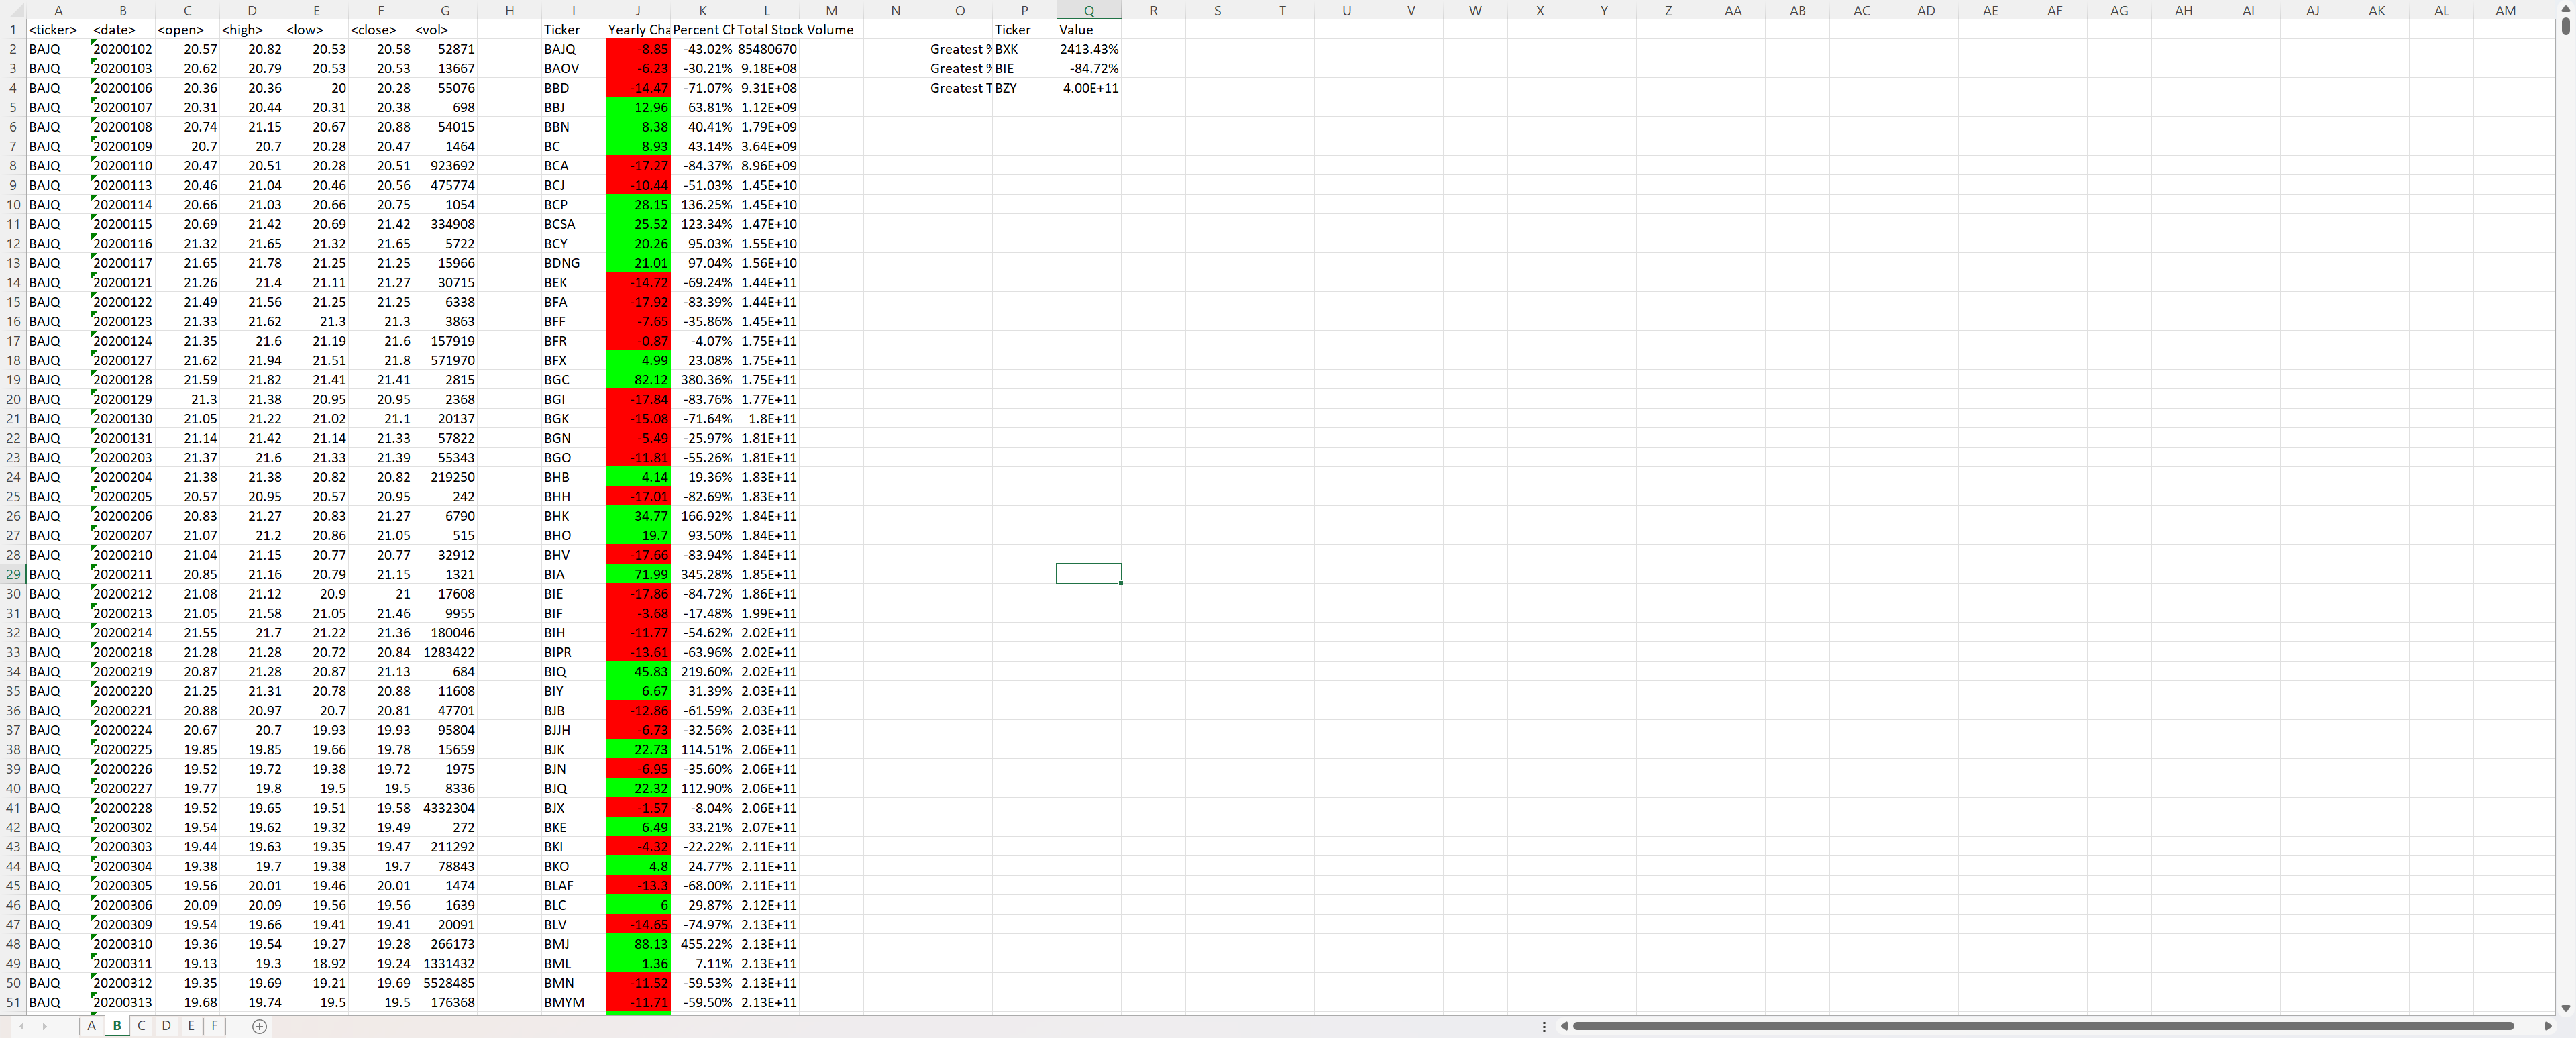 A B C D E F G H I J K L M N O P Q R S T U V W X Y Z AA AB AC AD AE AF AG AH AI AJ AK AL AM
1 <ticker> <date> <open> <high> <low> <close> <vol> Ticker Yearly Cha Percent Ch Total Stock Volume Ticker Value
2 BAJQ 20200102 20.57 20.82 20.53 20.58 52871 BAJQ -8.85 -43.02% 85480670 Greatest % BXK 2413.43%
3 BAJQ 20200103 20.62 20.79 20.53 20.53 13667 BAOV -6.23 -30.21% 9.18E+08 Greatest % BIE -84.72%
4 BAJQ 20200106 20.36 20.36 20 20.28 55076 BBD -14.47 -71.07% 9.31E+08 Greatest T BZY 4.00E+11
5 BAJQ 20200107 20.31 20.44 20.31 20.38 698 BBJ 12.96 63.81% 1.12E+09
6 BAJQ 20200108 20.74 21.15 20.67 20.88 54015 BBN 8.38 40.41% 1.79E+09
7 BAJQ 20200109 20.7 20.7 20.28 20.47 1464 BC 8.93 43.14% 3.64E+09
8 BAJQ 20200110 20.47 20.51 20.28 20.51 923692 BCA -17.27 -84.37% 8.96E+09
9 BAJQ 20200113 20.46 21.04 20.46 20.56 475774 BCJ -10.44 -51.03% 1.45E+10
10 BAJQ 20200114 20.66 21.03 20.66 20.75 1054 BCP 28.15 136.25% 1.45E+10
11 BAJQ 20200115 20.69 21.42 20.69 21.42 334908 BCSA 25.52 123.34% 1.47E+10
12 BAJQ 20200116 21.32 21.65 21.32 21.65 5722 BCY 20.26 95.03% 1.55E+10
13 BAJQ 20200117 21.65 21.78 21.25 21.25 15966 BDNG 21.01 97.04% 1.56E+10
14 BAJQ 20200121 21.26 21.4 21.11 21.27 30715 BEK -14.72 -69.24% 1.44E+11
15 BAJQ 20200122 21.49 21.56 21.25 21.25 6338 BFA -17.92 -83.39% 1.44E+11
16 BAJQ 20200123 21.33 21.62 21.3 21.3 3863 BFF -7.65 -35.86% 1.45E+11
17 BAJQ 20200124 21.35 21.6 21.19 21.6 157919 BFR -0.87 -4.07% 1.75E+11
18 BAJQ 20200127 21.62 21.94 21.51 21.8 571970 BFX 4.99 23.08% 1.75E+11
19 BAJQ 20200128 21.59 21.82 21.41 21.41 2815 BGC 82.12 380.36% 1.75E+11
20 BAJQ 20200129 21.3 21.38 20.95 20.95 2368 BGI -17.84 -83.76% 1.77E+11
21 BAJQ 20200130 21.05 21.22 21.02 21.1 20137 BGK -15.08 -71.64% 1.8E+11
22 BAJQ 20200131 21.14 21.42 21.14 21.33 57822 BGN -5.49 -25.97% 1.81E+11
23 BAJQ 20200203 21.37 21.6 21.33 21.39 55343 BGO -11.81 -55.26% 1.81E+11
24 BAJQ 20200204 21.38 21.38 20.82 20.82 219250 BHB 4.14 19.36% 1.83E+11
25 BAJQ 20200205 20.57 20.95 20.57 20.95 242 BHH -17.01 -82.69% 1.83E+11
26 BAJQ 20200206 20.83 21.27 20.83 21.27 6790 BHK 34.77 166.92% 1.84E+11
27 BAJQ 20200207 21.07 21.2 20.86 21.05 515 BHO 19.7 93.50% 1.84E+11
28 BAJQ 20200210 21.04 21.15 20.77 20.77 32912 BHV -17.66 -83.94% 1.84E+11
29 BAJQ 20200211 20.85 21.16 20.79 21.15 1321 BIA 71.99 345.28% 1.85E+11
30 BAJQ 20200212 21.08 21.12 20.9 21 17608 BIE -17.86 -84.72% 1.86E+11
31 BAJQ 20200213 21.05 21.58 21.05 21.46 9955 BIF -3.68 -17.48% 1.99E+11
32 BAJQ 20200214 21.55 21.7 21.22 21.36 180046 BIH -11.77 -54.62% 2.02E+11
33 BAJQ 20200218 21.28 21.28 20.72 20.84 1283422 BIPR -13.61 -63.96% 2.02E+11
34 BAJQ 20200219 20.87 21.28 20.87 21.13 684 BIQ 45.83 219.60% 2.02E+11
35 BAJQ 20200220 21.25 21.31 20.78 20.88 11608 BIY 6.67 31.39% 2.03E+11
36 BAJQ 20200221 20.88 20.97 20.7 20.81 47701 BJB -12.86 -61.59% 2.03E+11
37 BAJQ 20200224 20.67 20.7 19.93 19.93 95804 BJJH -6.73 -32.56% 2.03E+11
38 BAJQ 20200225 19.85 19.85 19.66 19.78 15659 BJK 22.73 114.51% 2.06E+11
39 BAJQ 20200226 19.52 19.72 19.38 19.72 1975 BJN -6.95 -35.60% 2.06E+11
40 BAJQ 20200227 19.77 19.8 19.5 19.5 8336 BJQ 22.32 112.90% 2.06E+11
41 BAJQ 20200228 19.52 19.65 19.51 19.58 4332304 BJX -1.57 -8.04% 2.06E+11
42 BAJQ 20200302 19.54 19.62 19.32 19.49 272 BKE 6.49 33.21% 2.07E+11
43 BAJQ 20200303 19.44 19.63 19.35 19.47 211292 BKI -4.32 -22.22% 2.11E+11
44 BAJQ 20200304 19.38 19.7 19.38 19.7 78843 BKO 4.8 24.77% 2.11E+11
45 BAJQ 20200305 19.56 20.01 19.46 20.01 1474 BLAF -13.3 -68.00% 2.11E+11
46 BAJQ 20200306 20.09 20.09 19.56 19.56 1639 BLC 6 29.87% 2.12E+11
47 BAJQ 20200309 19.54 19.66 19.41 19.41 20091 BLV -14.65 -74.97% 2.13E+11
48 BAJQ 20200310 19.36 19.54 19.27 19.28 266173 BMJ 88.13 455.22% 2.13E+11
49 BAJQ 20200311 19.13 19.3 18.92 19.24 1331432 BML 1.36 7.11% 2.13E+11
50 BAJQ 20200312 19.35 19.69 19.21 19.69 5528485 BMN -11.52 -59.53% 2.13E+11
51 BAJQ 20200313 19.68 19.74 19.5 19.5 176368 BMYM -11.71 -59.50% 2.13E+11
A B C D E F